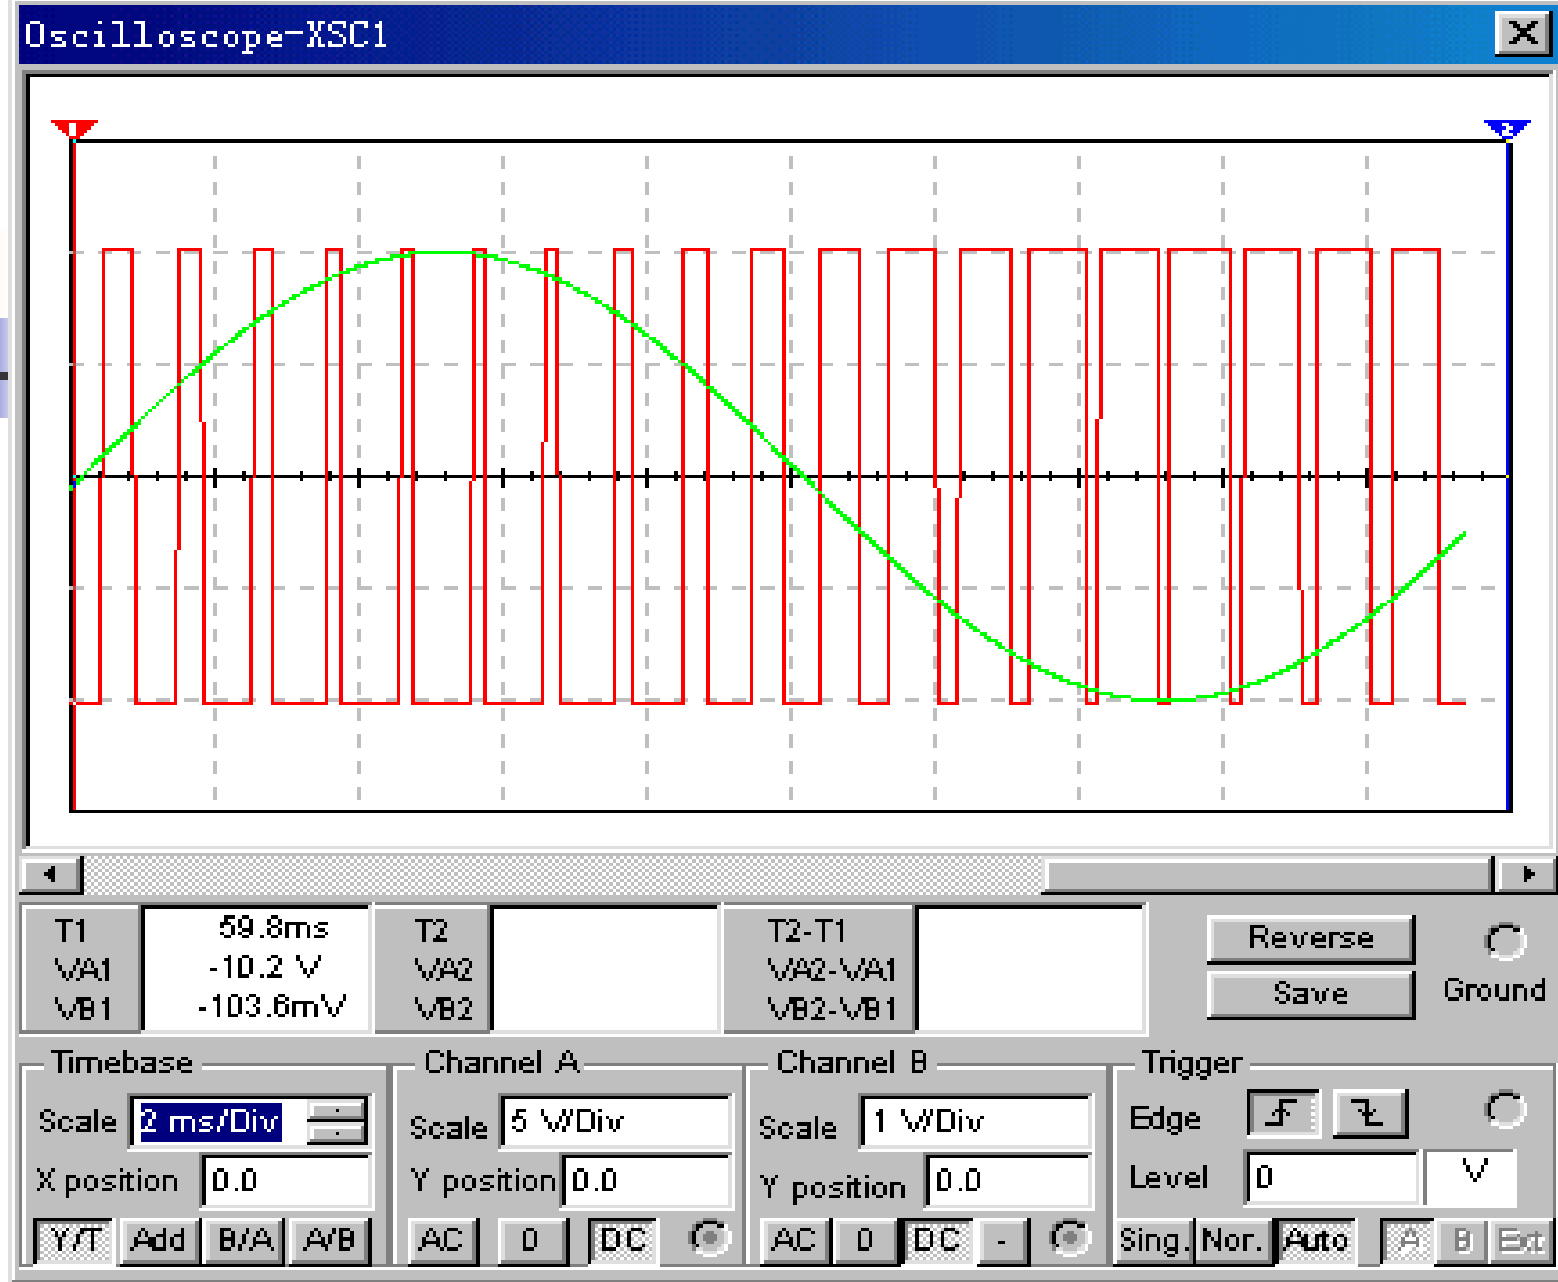 Oscilloscope-XSC1
1 2
T1 59.8ms T2 T2-T1
VA1 -10.2 V VA2 VA2-VA1
VB1 -103.6mV VB2 VB2-VB1
Reverse
Save
Ground
Timebase
Scale 2 ms/Div
X position 0.0
Y/T Add B/A A/B
Channel A
Scale 5 V/Div
Y position 0.0
AC 0 DC
Channel B
Scale 1 V/Div
Y position 0.0
AC 0 DC -
Trigger
Edge
Level 0 V
Sing. Nor. Auto A B Ext